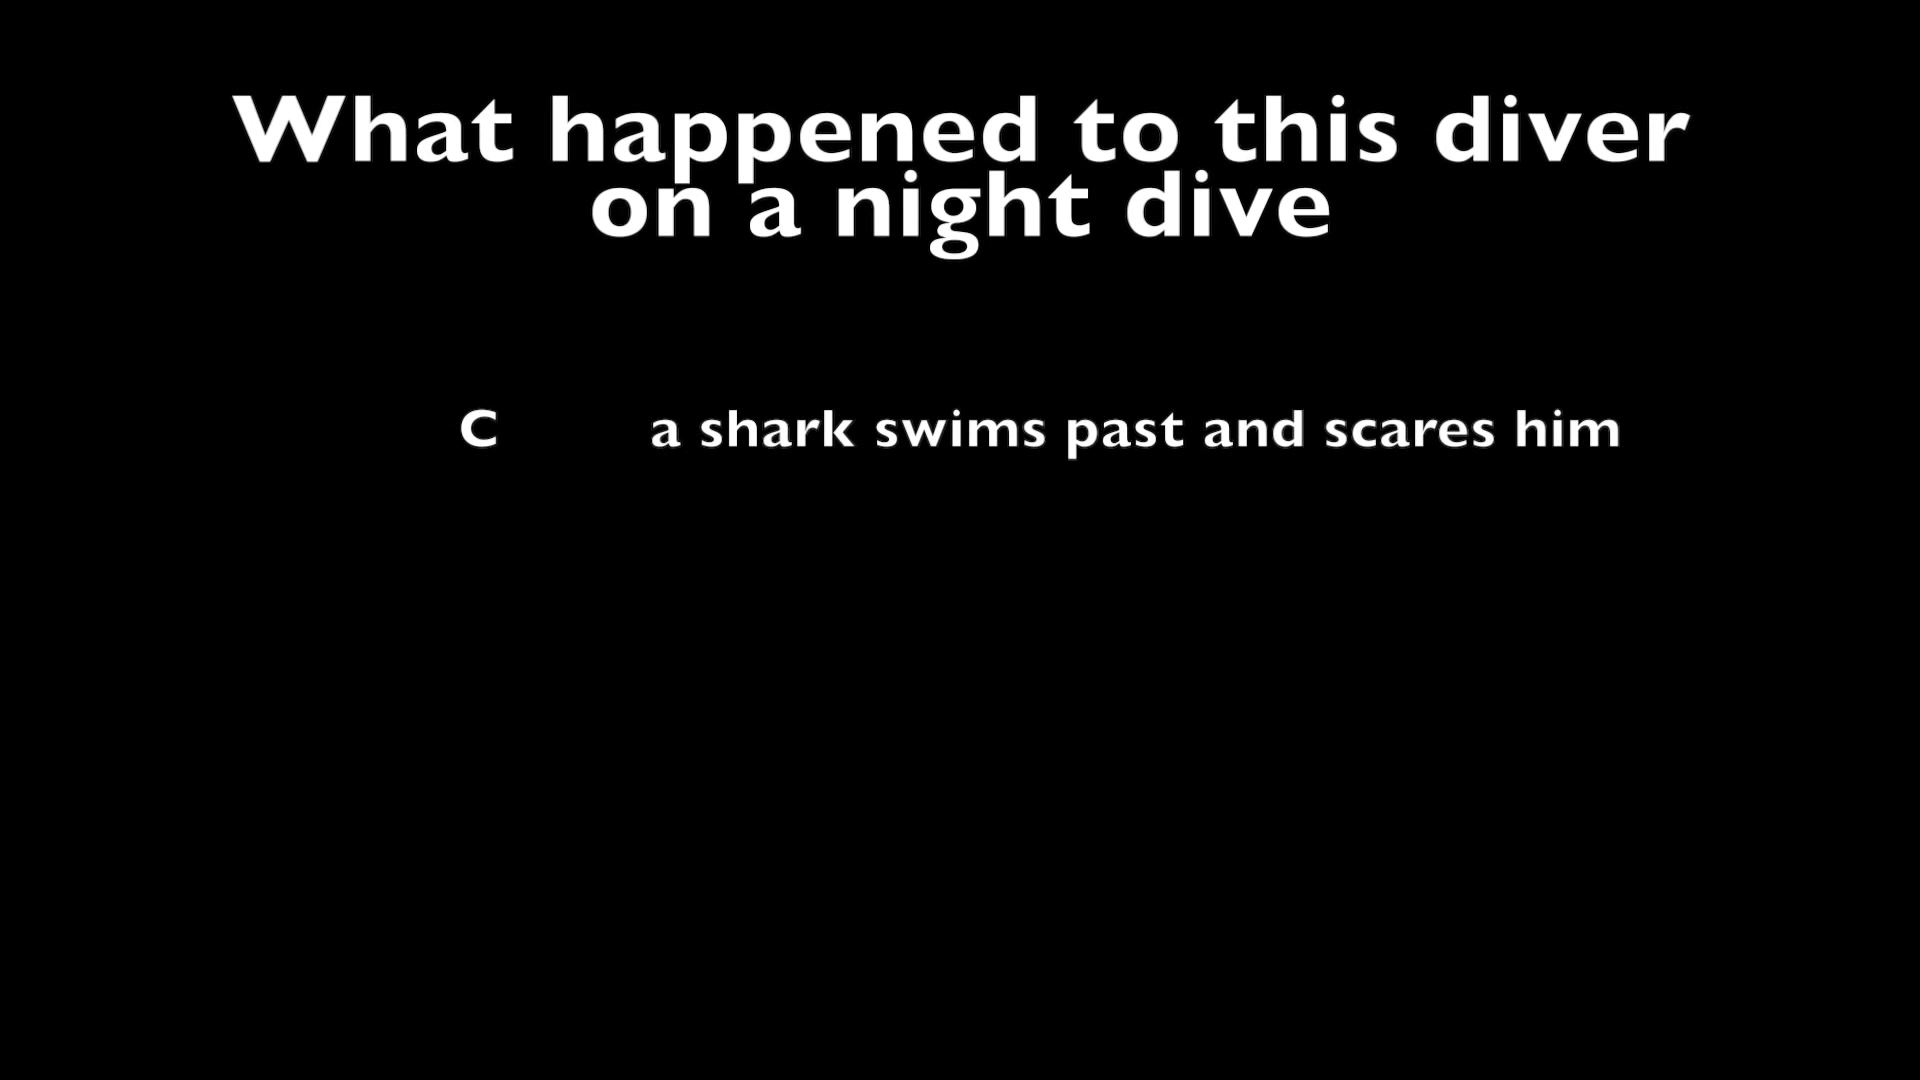 What happened to this diver
on a night dive
C a shark swims past and scares him